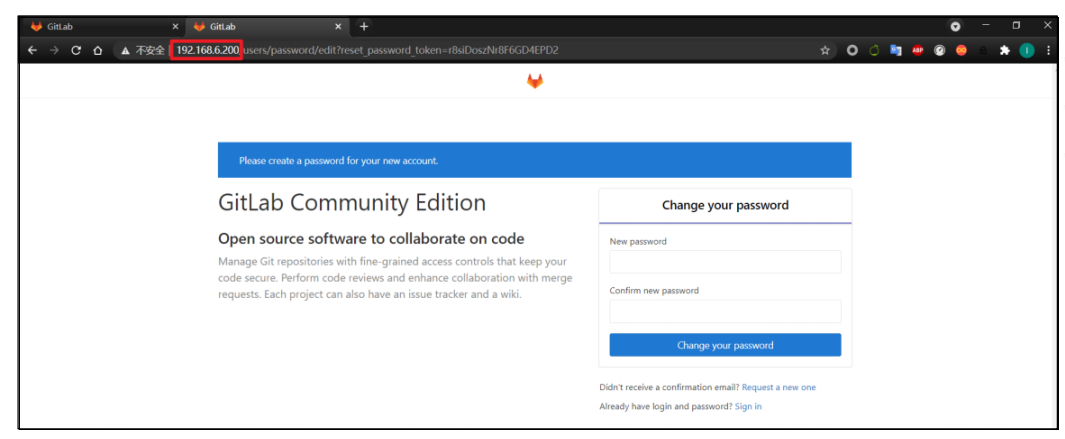 GitLab
GitLab
不安全
192.168.6.200/users/password/edit?reset_password_token=r8siDoszNr8F6GD4EPD2
ABP
Please create a password for your new account.
GitLab Community Edition
Open source software to collaborate on code
Manage Git repositories with fine-grained access controls that keep your
code secure. Perform code reviews and enhance collaboration with merge
requests. Each project can also have an issue tracker and a wiki.
Change your password
New password
Confirm new password
Change your password
Didn't receive a confirmation email? Request a new one
Already have login and password? Sign in